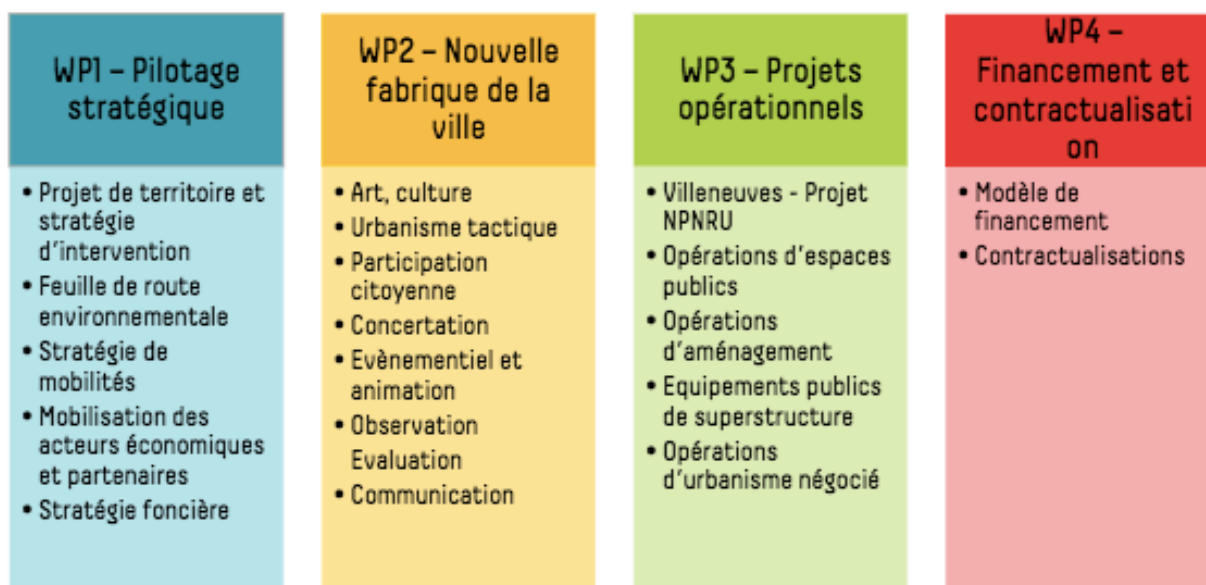 WP1 – Pilotage
stratégique
• Projet de territoire et
stratégie
d'intervention
• Feuille de route
environnementale
• Stratégie de
mobilités
• Mobilisation des
acteurs économiques
et partenaires
• Stratégie foncière
WP2 – Nouvelle
fabrique de la
ville
• Art, culture
• Urbanisme tactique
• Participation
citoyenne
• Concertation
• Evènementiel et
animation
• Observation
Evaluation
• Communication
WP3 – Projets
opérationnels
• Villeneuves - Projet
NPNRU
• Opérations d'espaces
publics
• Opérations
d'aménagement
• Equipements publics
de superstructure
• Opérations
d'urbanisme négocié
WP4 –
Financement et
contractualisati
on
• Modèle de
financement
• Contractualisations